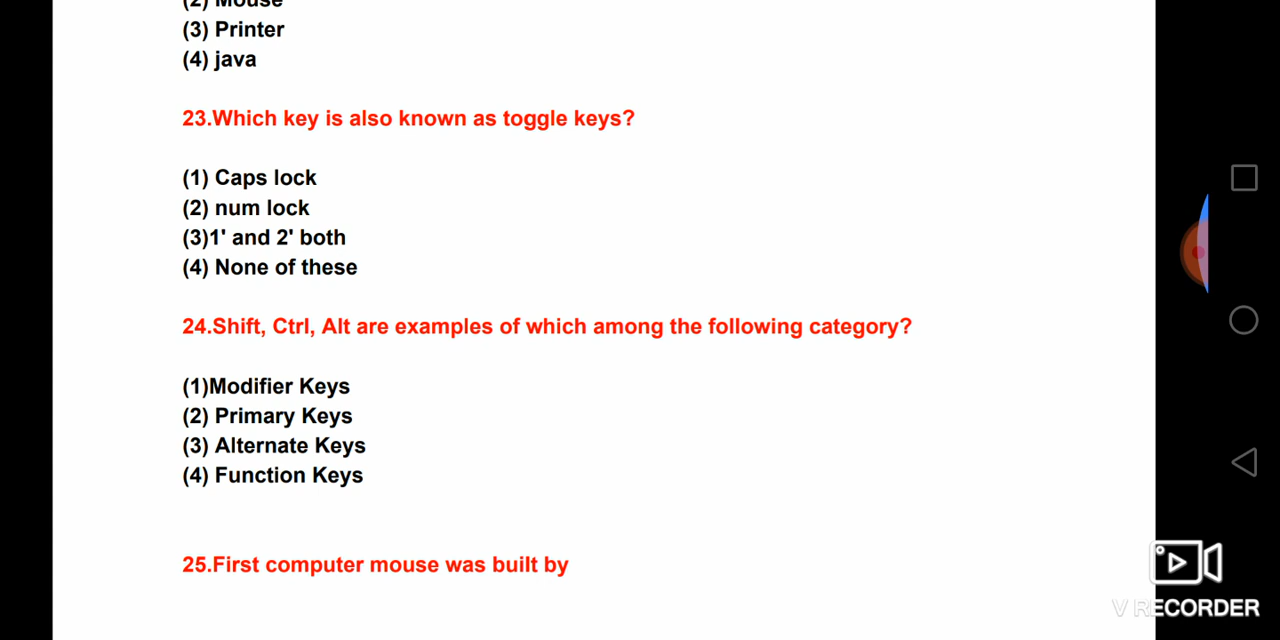 (2) Mouse
(3) Printer
(4) java
23.Which key is also known as toggle keys?
(1) Caps lock
(2) num lock
(3)1' and 2' both
(4) None of these
24.Shift, Ctrl, Alt are examples of which among the following category?
(1)Modifier Keys
(2) Primary Keys
(3) Alternate Keys
(4) Function Keys
25.First computer mouse was built by
V RECORDER